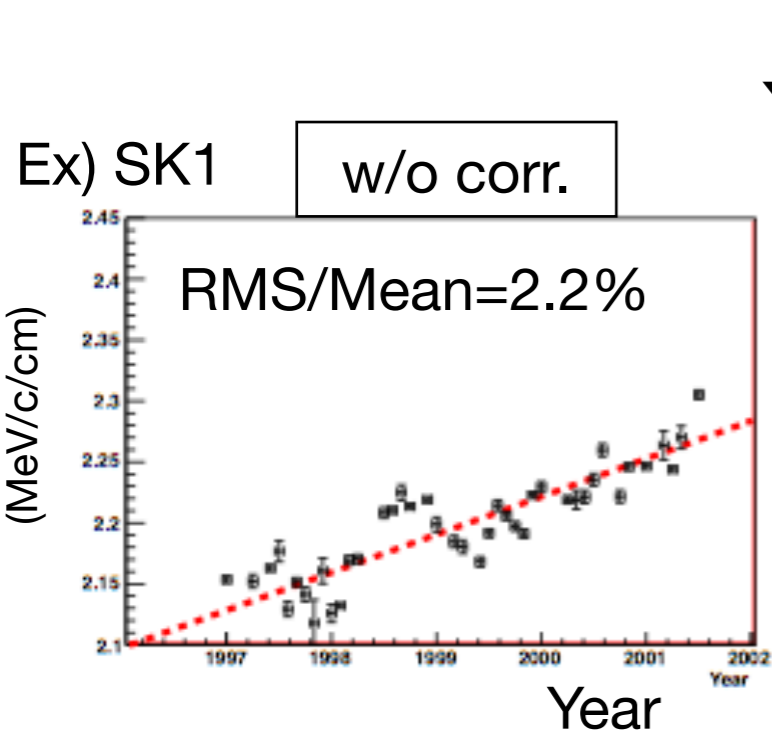 Ex) SK1
w/o corr.
RMS/Mean=2.2%
(MeV/c/cm)
2.45
2.4
2.35
2.3
2.25
2.2
2.15
2.1
1997 1998 1999 2000 2001 2002
Year
Year